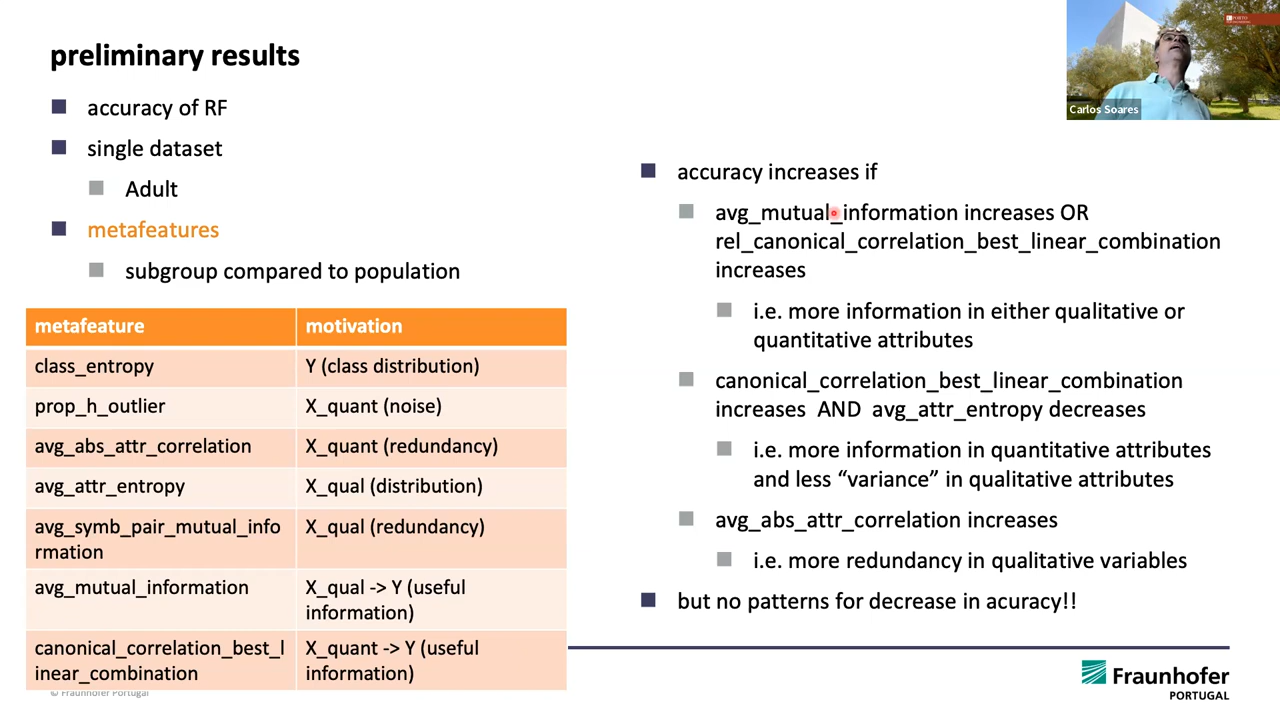 preliminary results
accuracy of RF
single dataset
Adult
metafeatures
subgroup compared to population
metafeature motivation
class_entropy Y (class distribution)
prop_h_outlier X_quant (noise)
avg_abs_attr_correlation X_quant (redundancy)
avg_attr_entropy X_qual (distribution)
avg_symb_pair_mutual_info X_qual (redundancy)
rmation
avg_mutual_information X_qual -> Y (useful
information)
canonical_correlation_best_l X_quant -> Y (useful
inear_combination information)
© Fraunhofer Portugal
accuracy increases if
avg_mutual_information increases OR
rel_canonical_correlation_best_linear_combination
increases
i.e. more information in either qualitative or
quantitative attributes
canonical_correlation_best_linear_combination
increases AND avg_attr_entropy decreases
i.e. more information in quantitative attributes
and less “variance” in qualitative attributes
avg_abs_attr_correlation increases
i.e. more redundancy in qualitative variables
but no patterns for decrease in acuracy!!
Carlos Soares
Fraunhofer
PORTUGAL